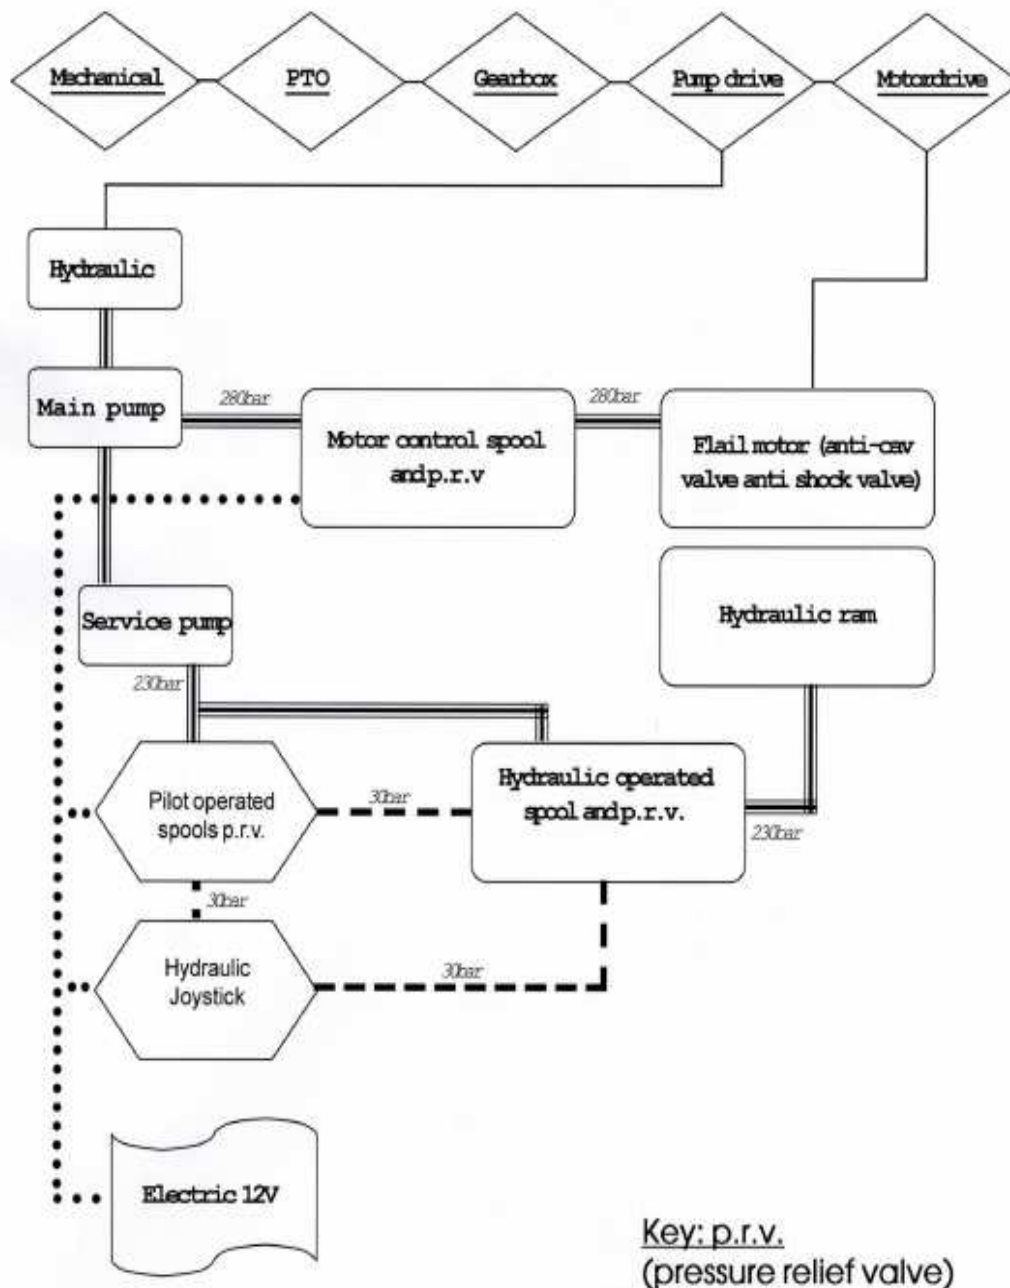 Mechanical
PTO
Gearbox
Pump drive
Motordrive
Hydraulic
Main pump
280bar
Motor control spool
and p.r.v
280bar
Flail motor (anti-cav
valve anti shock valve)
Hydraulic ram
Service pump
230bar
Pilot operated
spools p.r.v.
30bar
Hydraulic operated
spool and p.r.v.
230bar
30bar
Hydraulic
Joystick
30bar
Electric 12V
Key: p.r.v.
(pressure relief valve)